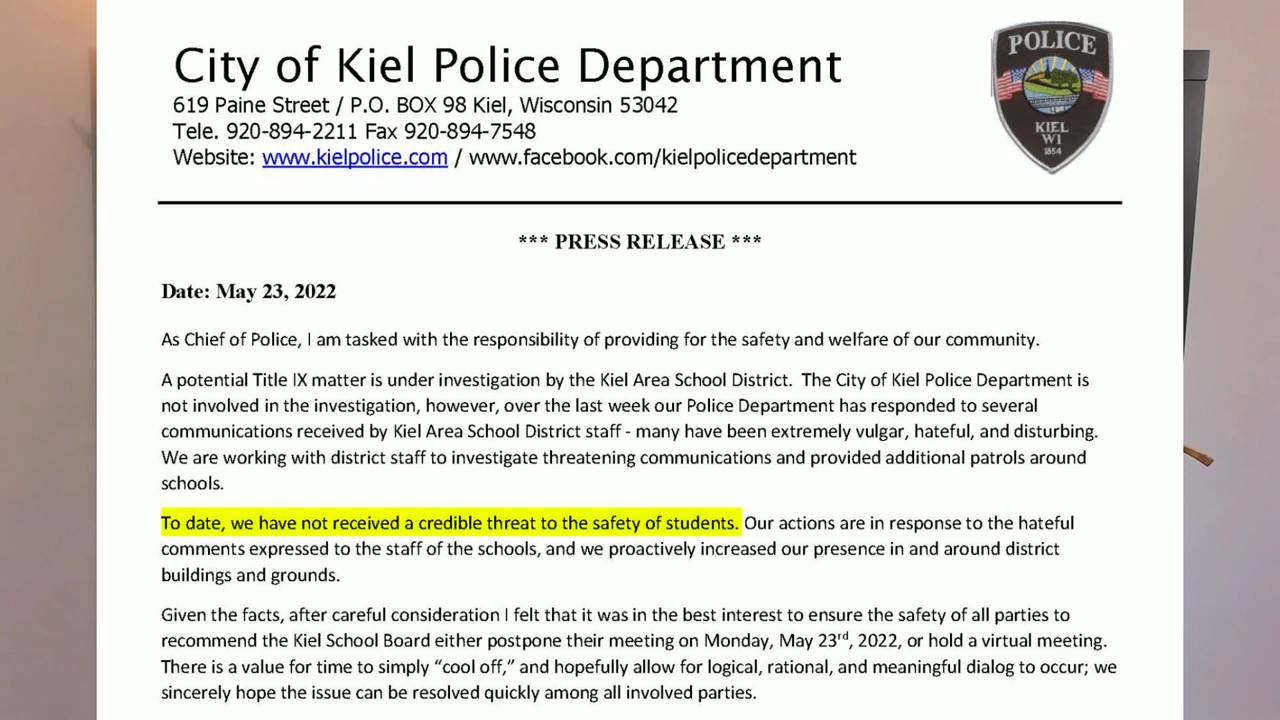 City of Kiel Police Department
619 Paine Street / P.O. BOX 98 Kiel, Wisconsin 53042
Tele. 920-894-2211 Fax 920-894-7548
Website: www.kielpolice.com / www.facebook.com/kielpolicedepartment
POLICE
KIEL
WI
1854
*** PRESS RELEASE ***
Date: May 23, 2022
As Chief of Police, I am tasked with the responsibility of providing for the safety and welfare of our community.
A potential Title IX matter is under investigation by the Kiel Area School District. The City of Kiel Police Department is
not involved in the investigation, however, over the last week our Police Department has responded to several
communications received by Kiel Area School District staff - many have been extremely vulgar, hateful, and disturbing.
We are working with district staff to investigate threatening communications and provided additional patrols around
schools.
To date, we have not received a credible threat to the safety of students. Our actions are in response to the hateful
comments expressed to the staff of the schools, and we proactively increased our presence in and around district
buildings and grounds.
Given the facts, after careful consideration I felt that it was in the best interest to ensure the safety of all parties to
recommend the Kiel School Board either postpone their meeting on Monday, May 23rd, 2022, or hold a virtual meeting.
There is a value for time to simply “cool off,” and hopefully allow for logical, rational, and meaningful dialog to occur; we
sincerely hope the issue can be resolved quickly among all involved parties.